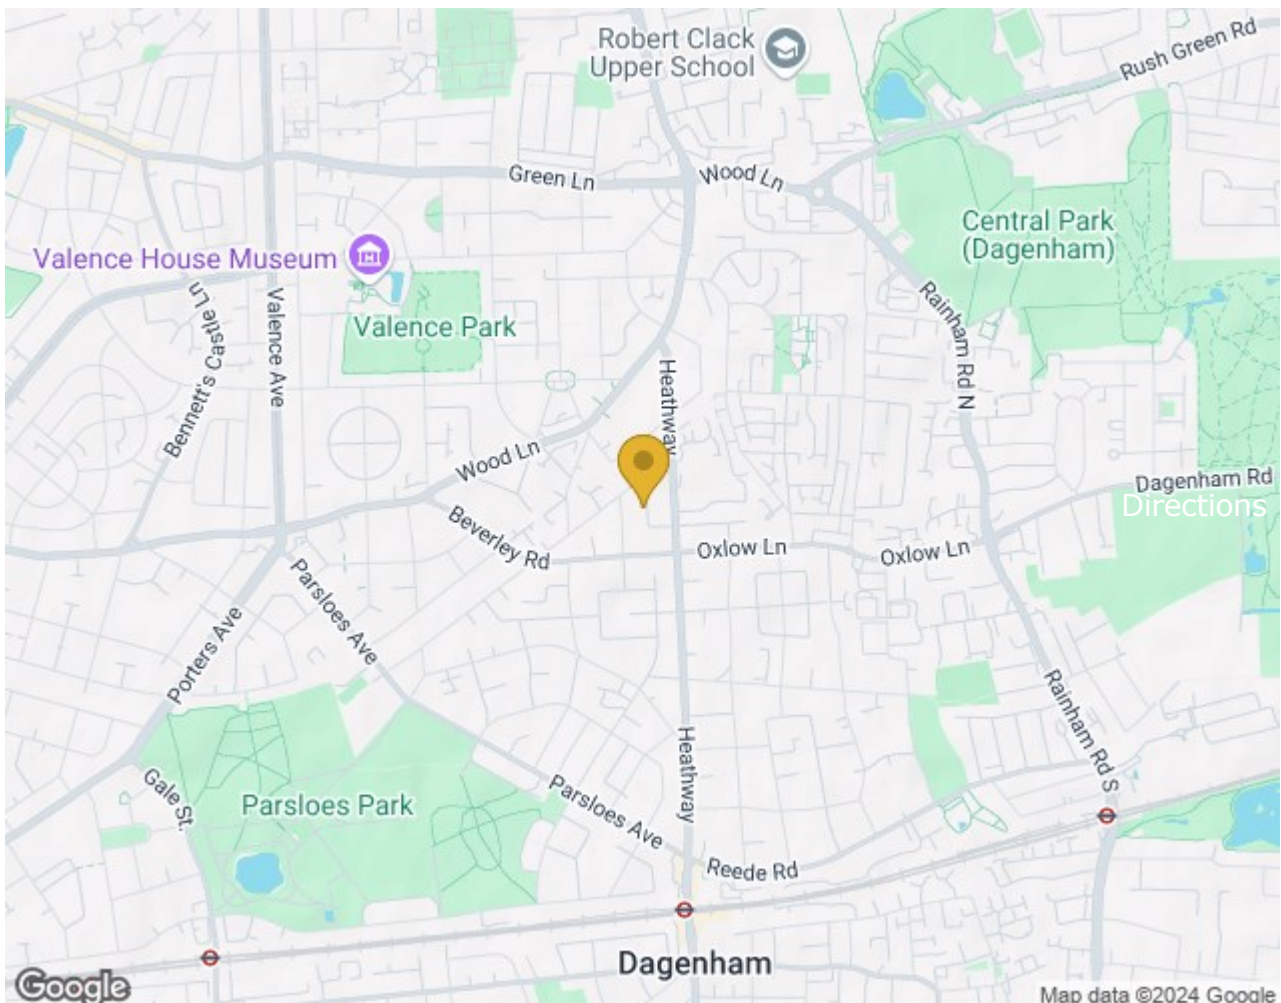 Robert Clack
Upper School
Rush Green Rd
Green Ln
Wood Ln
Central Park
(Dagenham)
Valence House Museum
Bennett's Castle Ln
Valence Ave
Valence Park
Rainham Rd N
Heathway
Wood Ln
Dagenham Rd
Directions
Beverley Rd
Oxlow Ln
Oxlow Ln
Parsloes Ave
Porters Ave
Rainham Rd S
Heathway
Gale St.
Parsloes Park
Parsloes Ave
Reede Rd
Dagenham
Google
Map data ©2024 Google